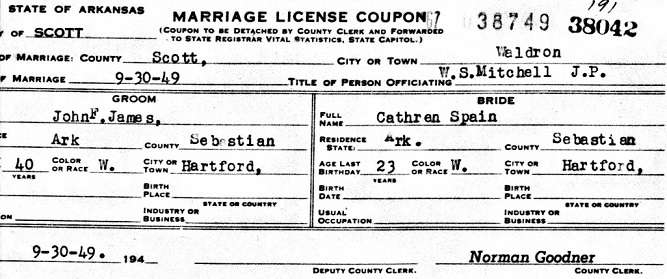 STATE OF ARKANSAS MARRIAGE LICENSE COUPON 67 38749 191 38042
Y OF SCOTT (COUPON TO BE DETACHED BY COUNTY CLERK AND FORWARDED
TO STATE REGISTRAR VITAL STATISTICS, STATE CAPITOL.)
OF MARRIAGE: COUNTY Scott, CITY OR TOWN Waldron
F MARRIAGE 9-30-49 TITLE OF PERSON OFFICIATING W.S.Mitchell J.P.
GROOM BRIDE
JohnF.James, FULL NAME Cathren Spain
CE Ark COUNTY Sebastian RESIDENCE STATE: Ark. COUNTY Sebastian
40 YEARS COLOR OR RACE W. CITY OR TOWN Hartford, AGE LAST BIRTHDAY 23 YEARS COLOR OR RACE W. CITY OR TOWN Hartford,
BIRTH PLACE STATE OR COUNTRY BIRTH DATE BIRTH PLACE STATE OR COUNTRY
ON INDUSTRY OR BUSINESS USUAL OCCUPATION INDUSTRY OR BUSINESS
9-30-49. 194 Norman Goodner
DEPUTY COUNTY CLERK. COUNTY CLERK.